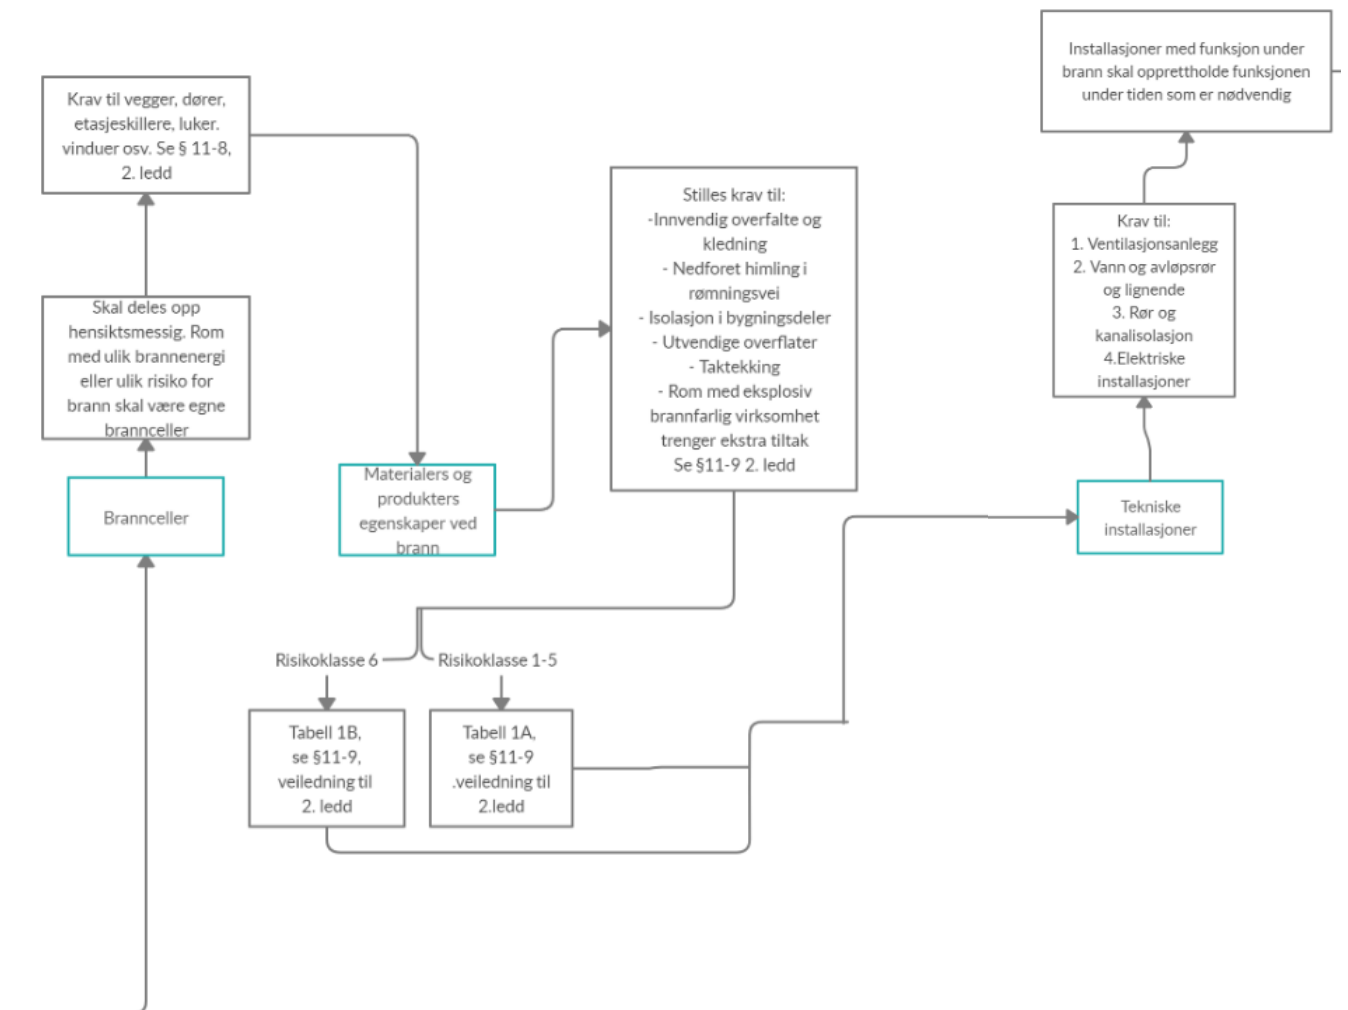 Installasjoner med funksjon under
brann skal opprettholde funksjonen
under tiden som er nødvendig
Krav til vegger, dører,
etasjeskillere, luker.
vinduer osv. Se § 11-8,
2. ledd
Stilles krav til:
-Innvendig overfalte og
kledning
- Nedforet himling i
rømningsvei
- Isolasjon i bygningsdeler
- Utvendige overflater
- Taktekking
- Rom med eksplosiv
brannfarlig virksomhet
trenger ekstra tiltak
Se §11-9 2. ledd
Krav til:
1. Ventilasjonsanlegg
2. Vann og avløpsrør
og lignende
3. Rør og
kanalisolasjon
4.Elektriske
installasjoner
Skal deles opp
hensiktsmessig. Rom
med ulik brannenergi
eller ulik risiko for
brann skal være egne
brannceller
Brannceller
Materialers og
produkters
egenskaper ved
brann
Tekniske
installasjoner
Risikoklasse 6
Risikoklasse 1-5
Tabell 1B,
se §11-9,
veiledning til
2. ledd
Tabell 1A,
se §11-9
.veiledning til
2.ledd